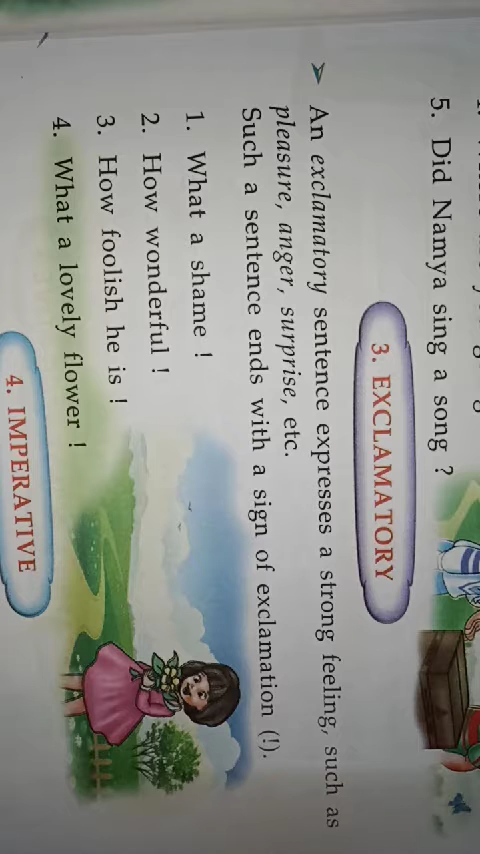 5. Did Namya sing a song ?
3. EXCLAMATORY
➤ An exclamatory sentence expresses a strong feeling, such as
pleasure, anger, surprise, etc.
Such a sentence ends with a sign of exclamation (!).
1. What a shame !
2. How wonderful !
3. How foolish he is !
4. What a lovely flower !
4. IMPERATIVE